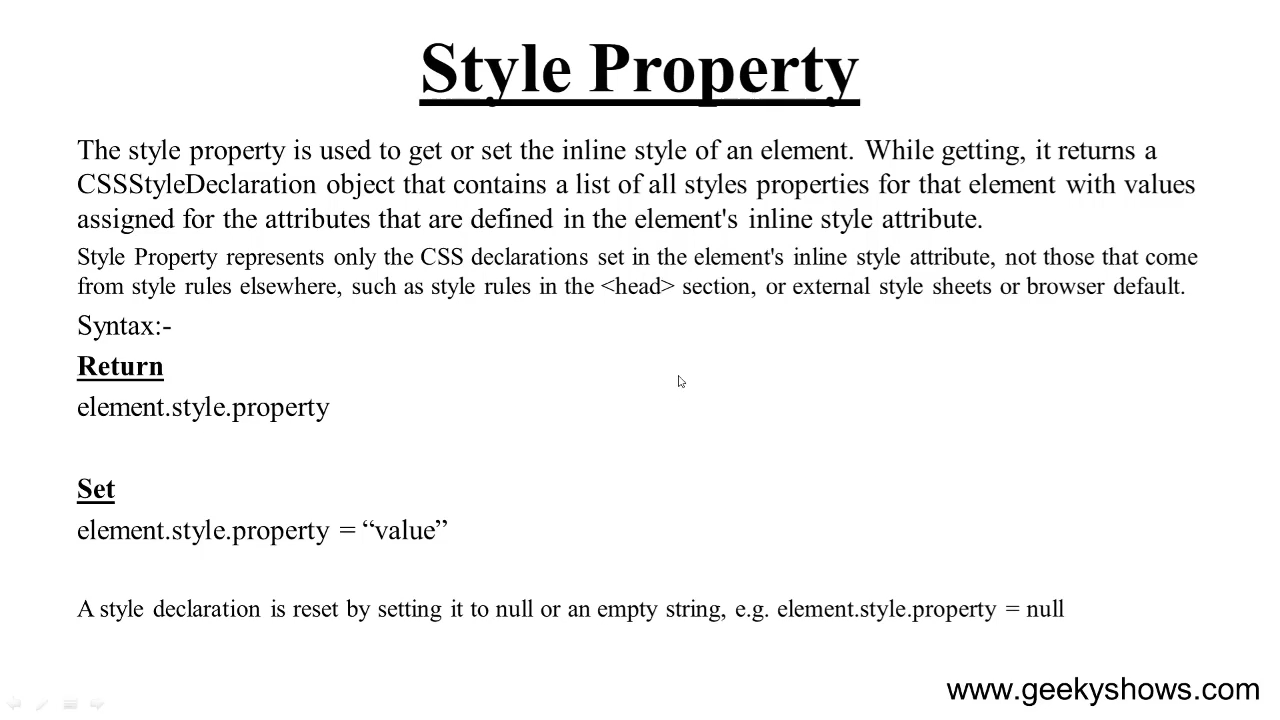 Style Property
The style property is used to get or set the inline style of an element. While getting, it returns a
CSSStyleDeclaration object that contains a list of all styles properties for that element with values
assigned for the attributes that are defined in the element's inline style attribute.
Style Property represents only the CSS declarations set in the element's inline style attribute, not those that come
from style rules elsewhere, such as style rules in the <head> section, or external style sheets or browser default.
Syntax:-
Return
element.style.property
Set
element.style.property = “value”
A style declaration is reset by setting it to null or an empty string, e.g. element.style.property = null
www.geekyshows.com